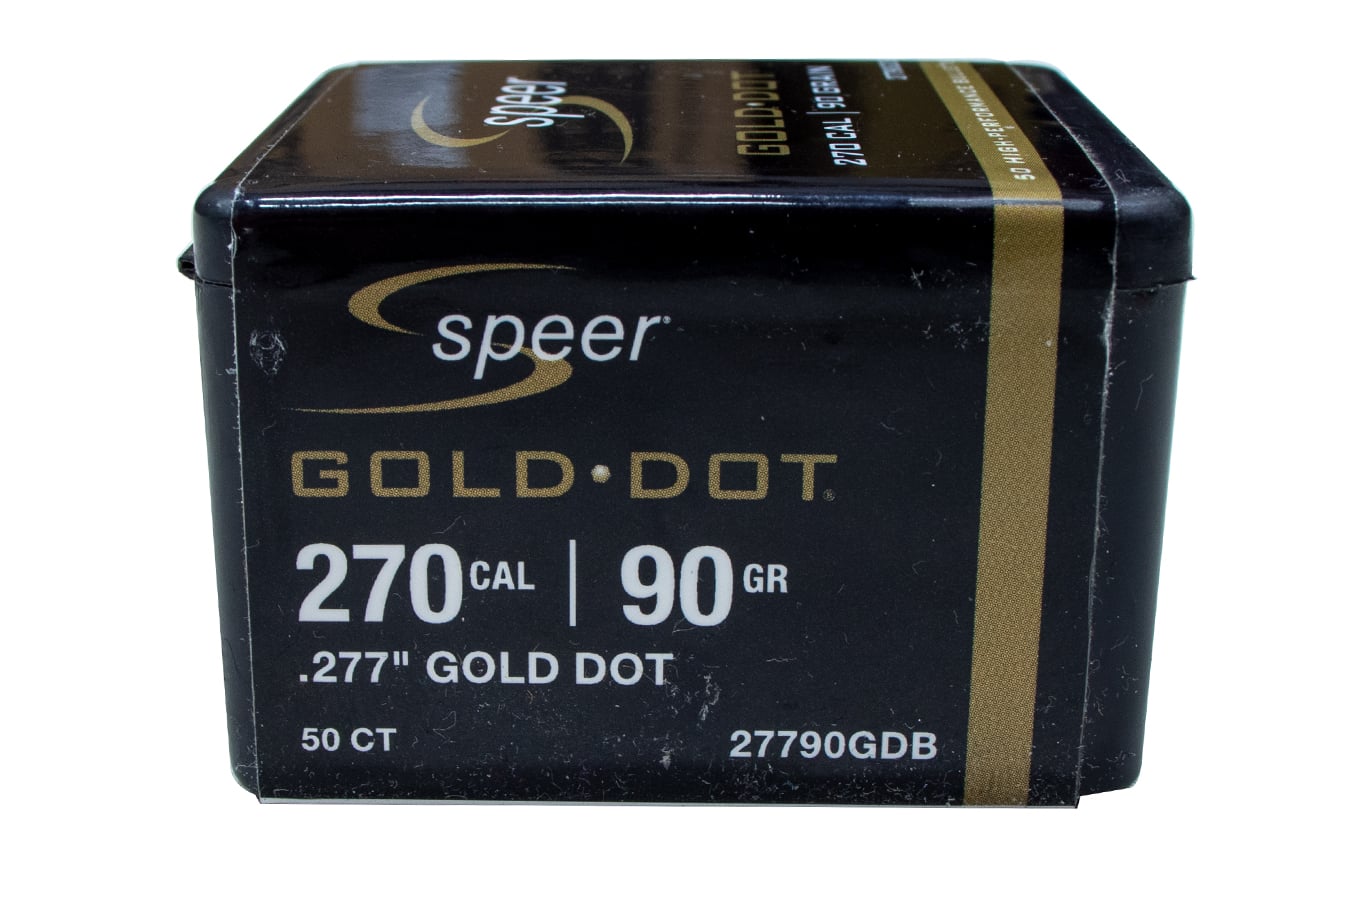 speer
GOLD·DOT
270 CAL | 90 GRAIN
50 HIGH-PERFORMANCE
speer®
GOLD·DOT®
270 CAL | 90 GR
.277" GOLD DOT
50 CT
27790GDB